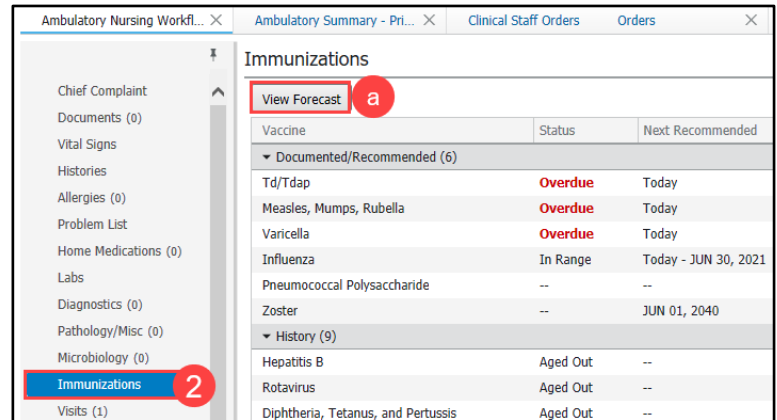 Ambulatory Nursing Workfl... × Ambulatory Summary - Pri... × Clinical Staff Orders Orders ×
Chief Complaint
Documents (0)
Vital Signs
Histories
Allergies (0)
Problem List
Home Medications (0)
Labs
Diagnostics (0)
Pathology/Misc (0)
Microbiology (0)
Immunizations 2
Visits (1)
Immunizations
View Forecast a
Vaccine Status Next Recommended
Documented/Recommended (6)
Td/Tdap Overdue Today
Measles, Mumps, Rubella Overdue Today
Varicella Overdue Today
Influenza In Range Today - JUN 30, 2021
Pneumococcal Polysaccharide -- --
Zoster -- JUN 01, 2040
History (9)
Hepatitis B Aged Out --
Rotavirus Aged Out --
Diphtheria, Tetanus, and Pertussis Aged Out --